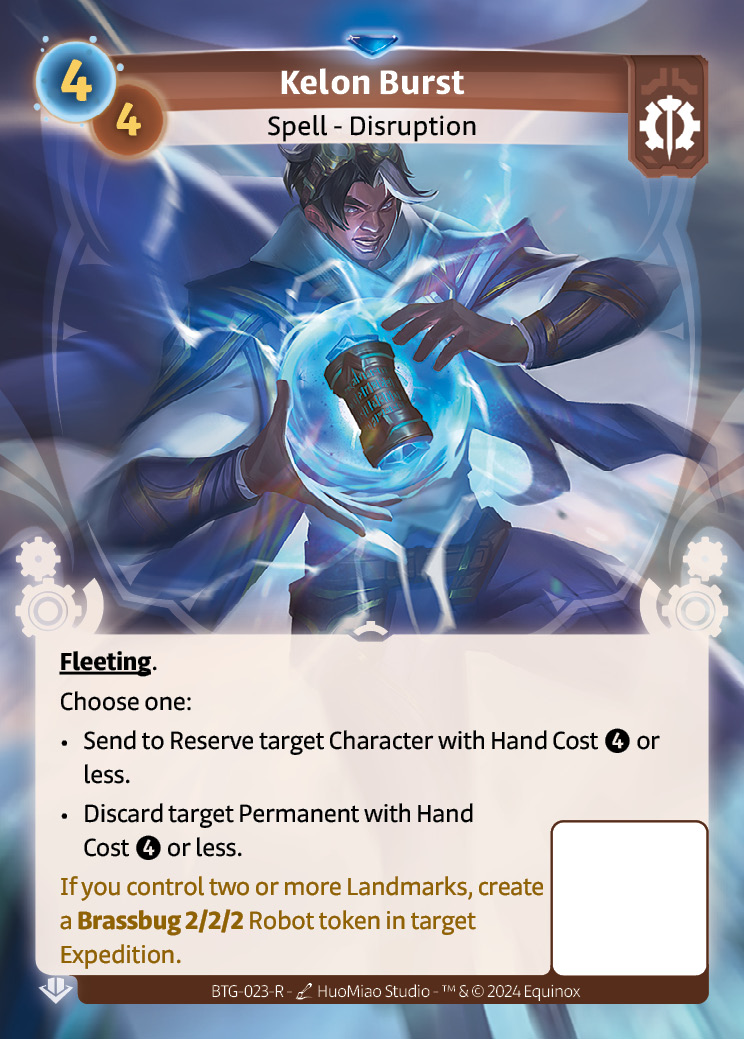 4
Kelon Burst
4
Spell - Disruption
Fleeting.
Choose one:
• Send to Reserve target Character with Hand Cost 4 or
less.
• Discard target Permanent with Hand
Cost 4 or less.
If you control two or more Landmarks, create
a Brassbug 2/2/2 Robot token in target
Expedition.
BTG-023-R - HuoMiao Studio - ™ & © 2024 Equinox